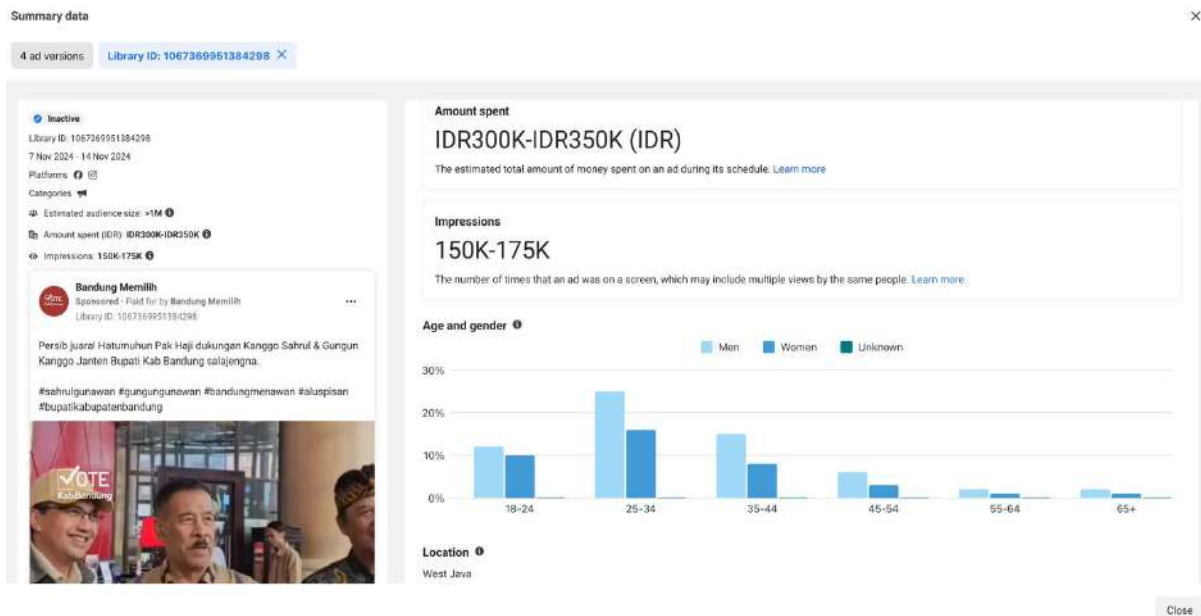 Summary data
4 ad versions
Library ID: 1067369951384298
Inactive
Library ID: 1067369951384298
7 Nov 2024 - 14 Nov 2024
Platforms
Categories
Estimated audience size: >1M
Amount spent (IDR): IDR300K-IDR350K
Impressions: 150K-175K
Bandung Memilih
Sponsored · Paid for by Bandung Memilih
Library ID: 1067369951384298
Persib juara! Hatumuhun Pak Haji dukungan Kanggo Sahrul & Gungun
Kanggo Janten Bupati Kab Bandung salajengna.
#sahrulgunawan #gungungunawan #bandungmenawan #aluspisan
#bupatikabupatenbandung
VOTE
KabBandung
Amount spent
IDR300K-IDR350K (IDR)
The estimated total amount of money spent on an ad during its schedule. Learn more
Impressions
150K-175K
The number of times that an ad was on a screen, which may include multiple views by the same people. Learn more
Age and gender
Men Women Unknown
30%
20%
10%
0%
18-24 25-34 35-44 45-54 55-64 65+
Location
West Java
Close